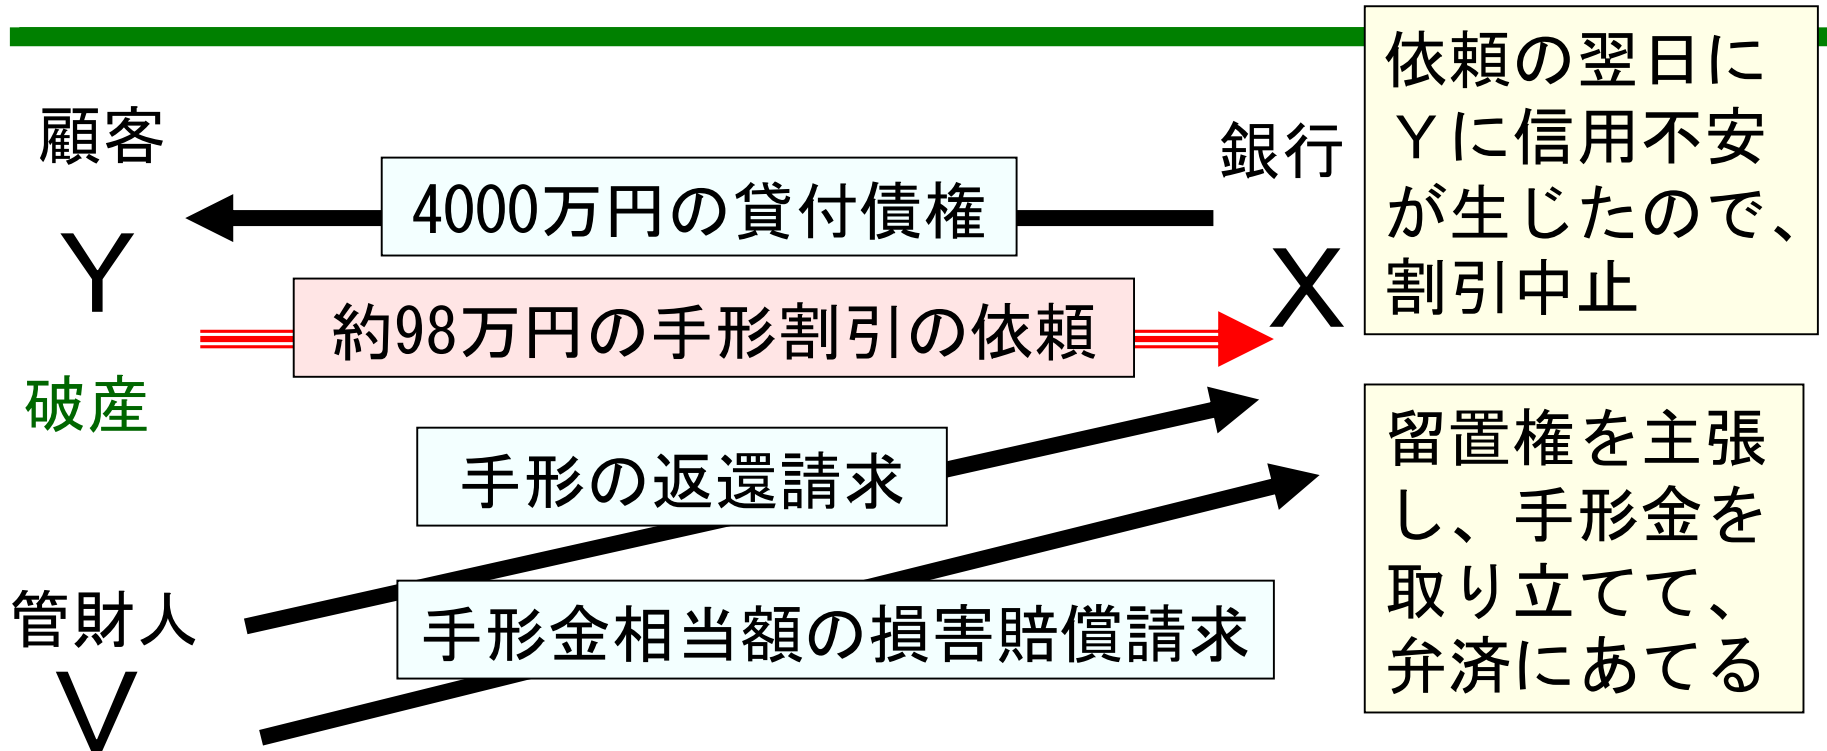 顧客
Y
破産
管財人
V
4000万円の貸付債権
約98万円の手形割引の依頼
手形の返還請求
手形金相当額の損害賠償請求
銀行
X
依頼の翌日に
Yに信用不安
が生じたので、
割引中止
留置権を主張
し、手形金を
取り立てて、
弁済にあてる